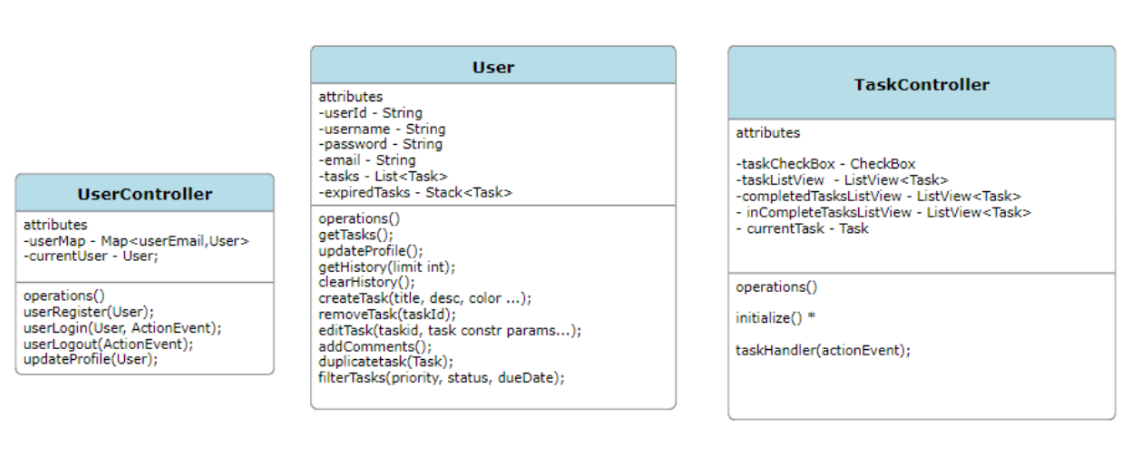 UserController
attributes
-userMap - Map<userEmail,User>
-currentUser - User;
operations()
userRegister(User);
userLogin(User, ActionEvent);
userLogout(ActionEvent);
updateProfile(User);
User
attributes
-userId - String
-username - String
-password - String
-email - String
-tasks - List<Task>
-expiredTasks - Stack<Task>
operations()
getTasks();
updateProfile();
getHistory(limit int);
clearHistory();
createTask(title, desc, color ...);
removeTask(taskId);
editTask(taskid, task constr params...);
addComments();
duplicatetask(Task);
filterTasks(priority, status, dueDate);
TaskController
attributes
-taskCheckBox - CheckBox
-taskListView - ListView<Task>
-completedTasksListView - ListView<Task>
- inCompleteTasksListView - ListView<Task>
- currentTask - Task
operations()
initialize() *
taskHandler(actionEvent);